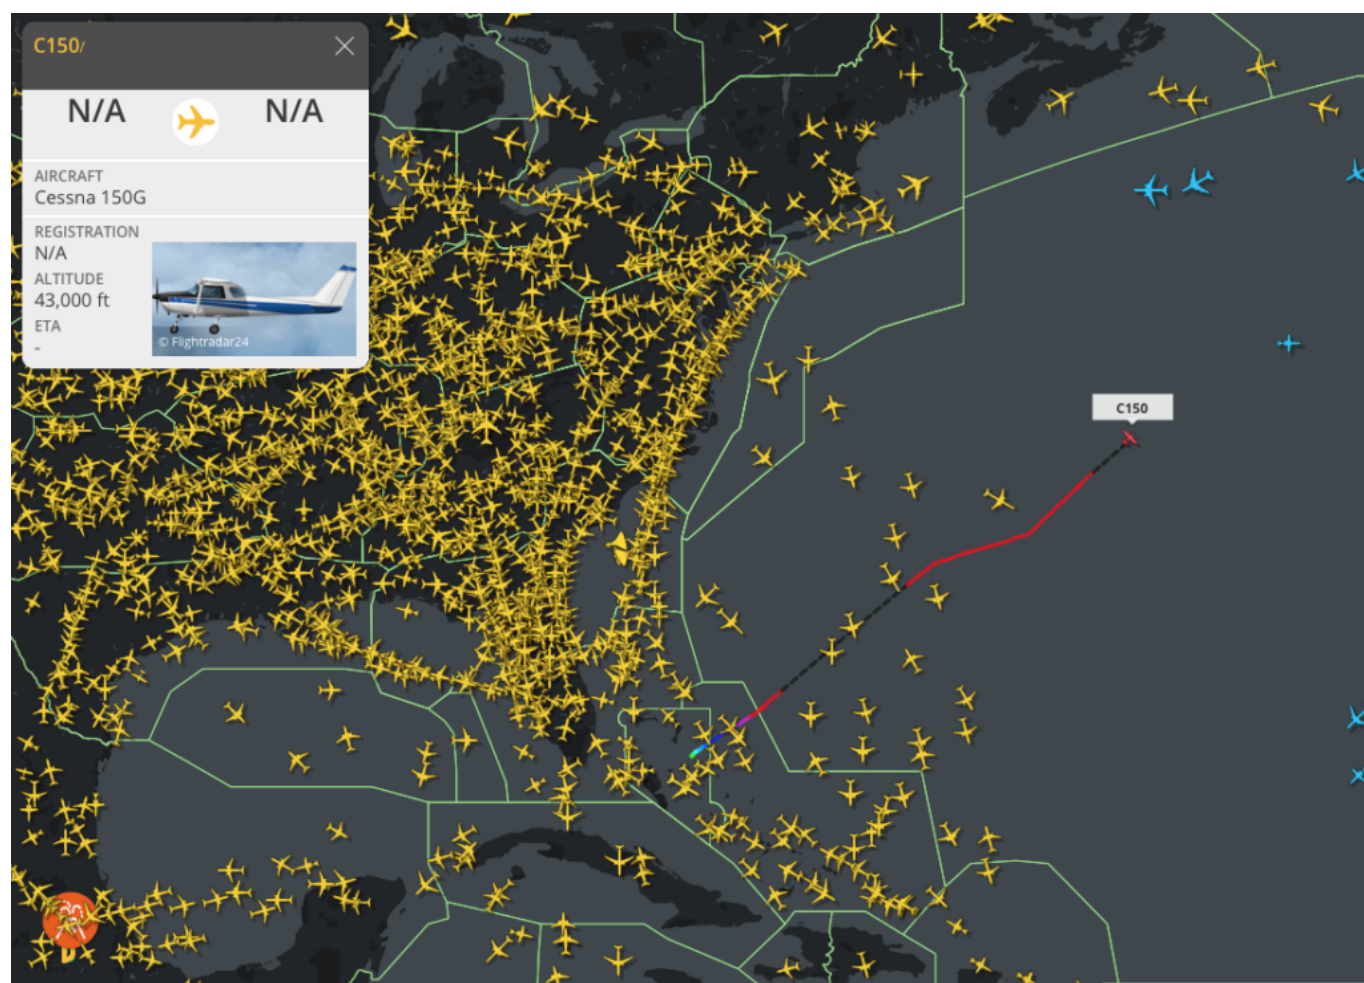 C150/
N/A
N/A
AIRCRAFT
Cessna 150G
REGISTRATION
N/A
ALTITUDE
43,000 ft
ETA
-
© Flightradar24
C150